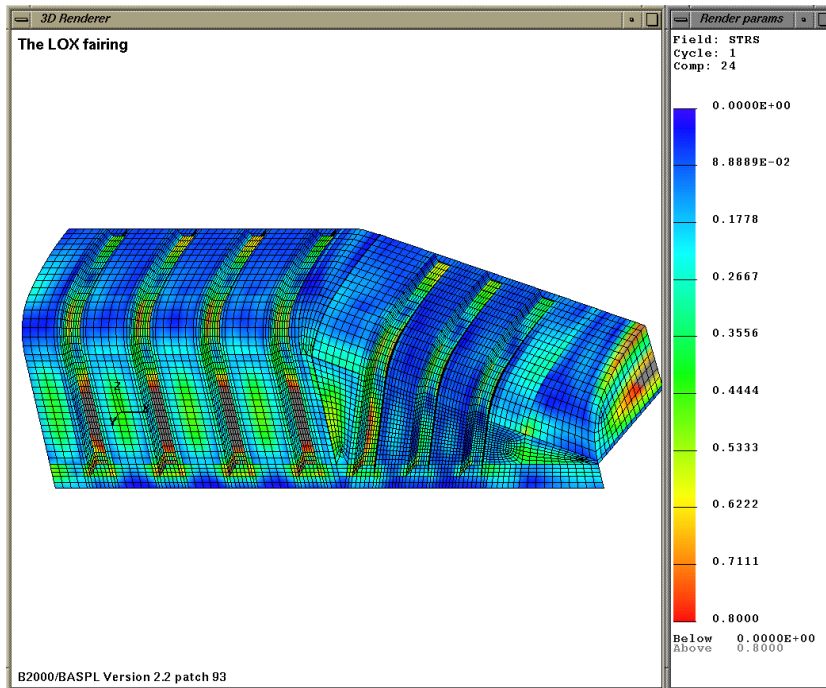 3D Renderer
Render params
The LOX fairing
Field: STRS
Cycle: 1
Comp: 24
0.0000E+00
8.8889E-02
0.1778
0.2667
0.3556
0.4444
0.5333
0.6222
0.7111
0.8000
Below 0.0000E+00
Above 0.8000
B2000/BASPL Version 2.2 patch 93